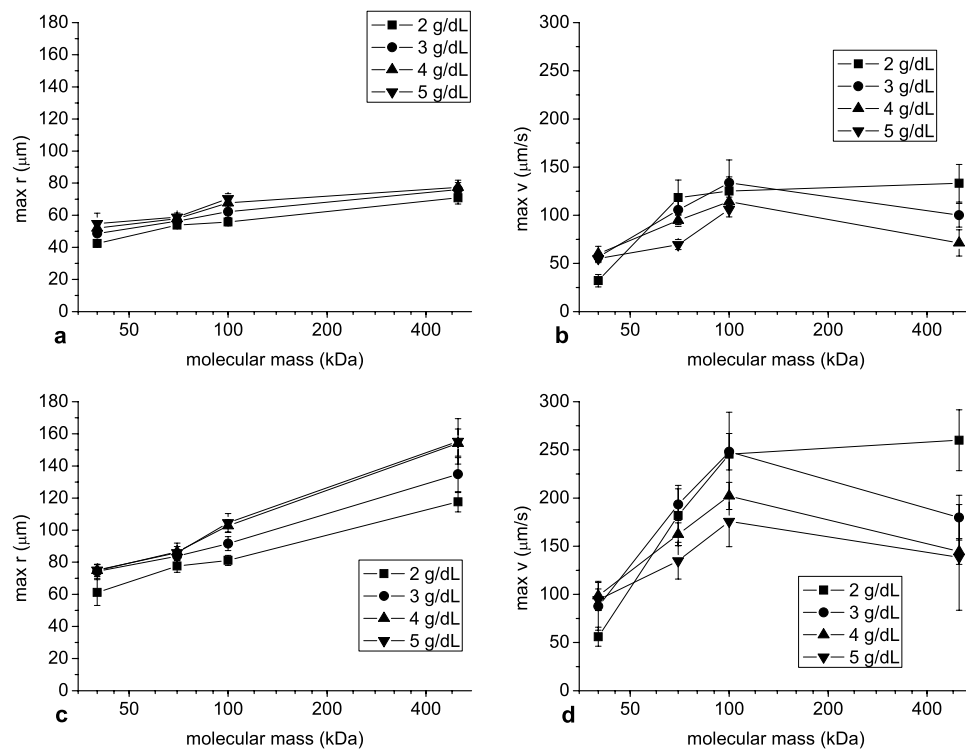 180
160
140
120
100
80
60
40
20
0
max r (μm)
50
100
200
400
molecular mass (kDa)
2 g/dL
3 g/dL
4 g/dL
5 g/dL
a
300
250
200
150
100
50
0
max v (μm/s)
50
100
200
400
molecular mass (kDa)
2 g/dL
3 g/dL
4 g/dL
5 g/dL
b
180
160
140
120
100
80
60
40
20
0
max r (μm)
50
100
200
400
molecular mass (kDa)
2 g/dL
3 g/dL
4 g/dL
5 g/dL
c
300
250
200
150
100
50
0
max v (μm/s)
50
100
200
400
molecular mass (kDa)
2 g/dL
3 g/dL
4 g/dL
5 g/dL
d